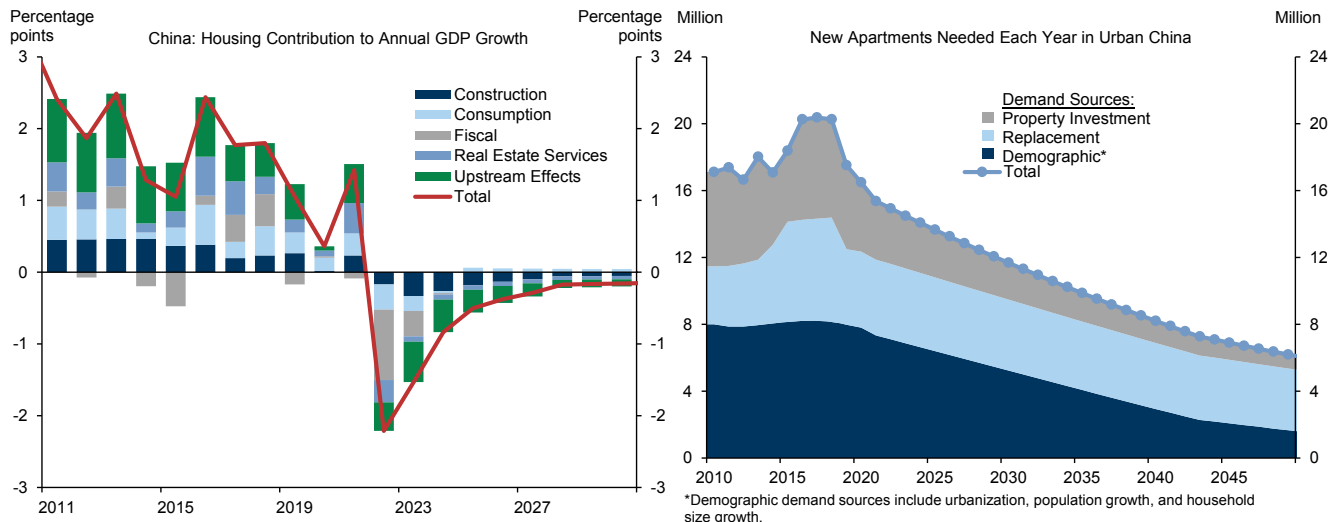 Percentage
points
China: Housing Contribution to Annual GDP Growth
Percentage
points
3
2
1
0
-1
-2
-3
3
2
1
0
-1
-2
-3
Construction
Consumption
Fiscal
Real Estate Services
Upstream Effects
Total
2011
2015
2019
2023
2027
Million
New Apartments Needed Each Year in Urban China
Million
24
20
16
12
8
4
0
24
20
16
12
8
4
0
Demand Sources:
Property Investment
Replacement
Demographic*
Total
2010
2015
2020
2025
2030
2035
2040
2045
*Demographic demand sources include urbanization, population growth, and household
size growth.